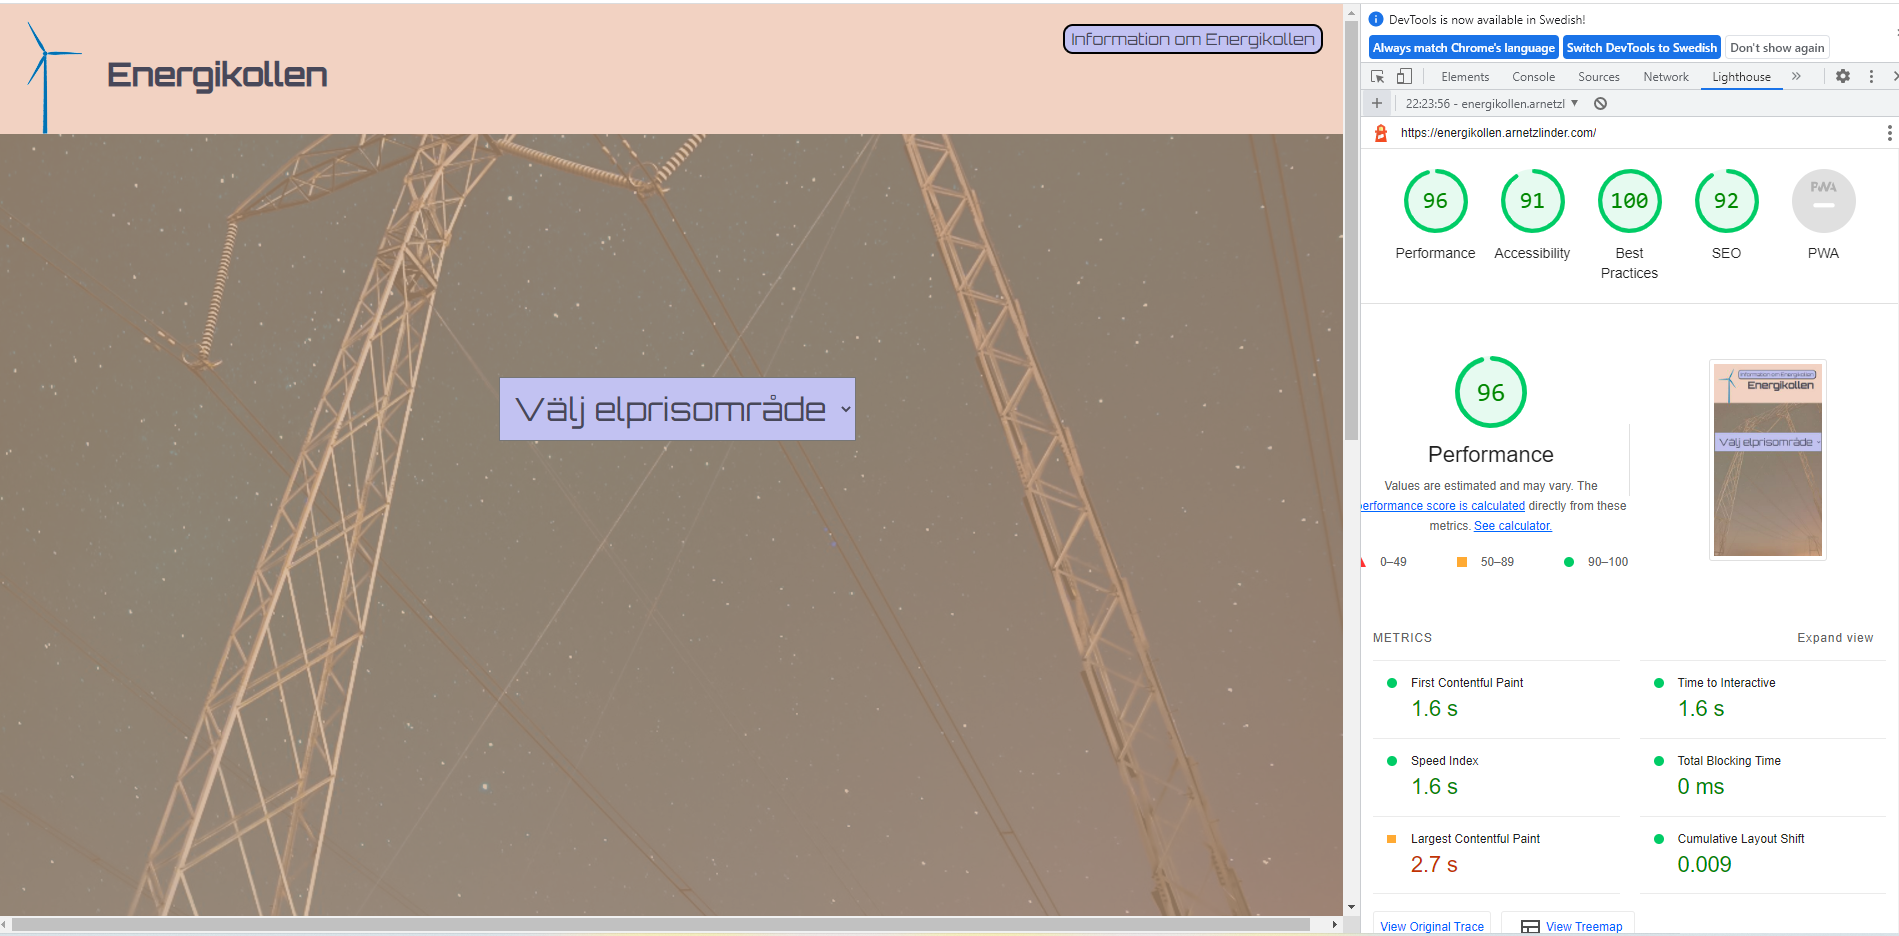 Energikollen
Information om Energikollen
Välj elprisområde
DevTools is now available in Swedish!
Always match Chrome's language
Switch DevTools to Swedish
Don't show again
Elements
Console
Sources
Network
Lighthouse
22:23:56 - energikollen.arnetzl
https://energikollen.arnetzlinder.com/
96
91
100
92
PWA
Performance
Accessibility
Best
Practices
SEO
PWA
96
Performance
Values are estimated and may vary. The
performance score is calculated directly from these
metrics. See calculator.
0–49
50–89
90–100
Information om Energikollen
Energikollen
Välj elprisområde
METRICS
Expand view
First Contentful Paint
1.6 s
Time to Interactive
1.6 s
Speed Index
1.6 s
Total Blocking Time
0 ms
Largest Contentful Paint
2.7 s
Cumulative Layout Shift
0.009
View Original Trace
View Treemap